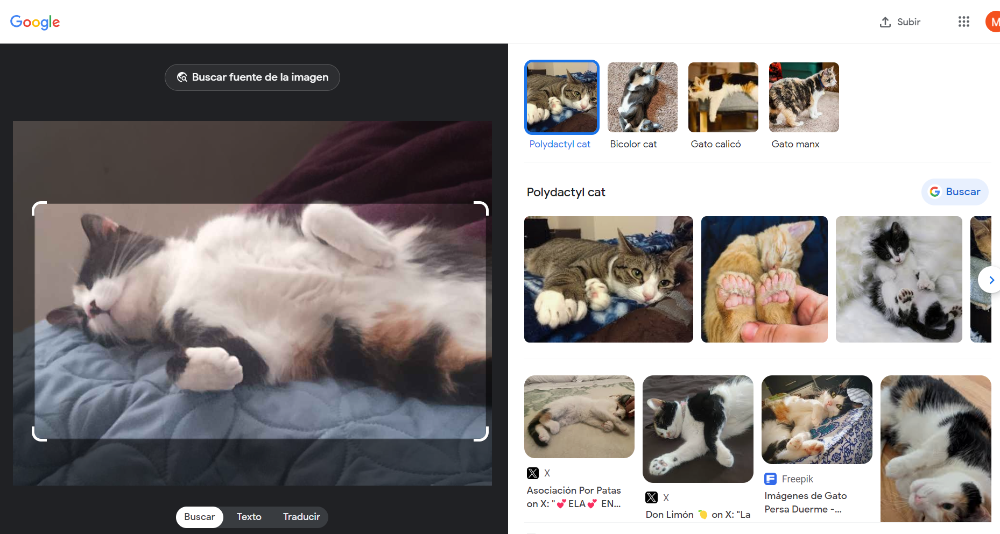 Google
Subir
M
Buscar fuente de la imagen
Polydactyl cat
Bicolor cat
Gato calicó
Gato manx
Polydactyl cat
Buscar
X
Asociación Por Patas
on X: "💕ELA💕 EN...
X
Don Limón 🍋 on X: "La
Freepik
Imágenes de Gato
Persa Duerme -...
Buscar
Texto
Traducir